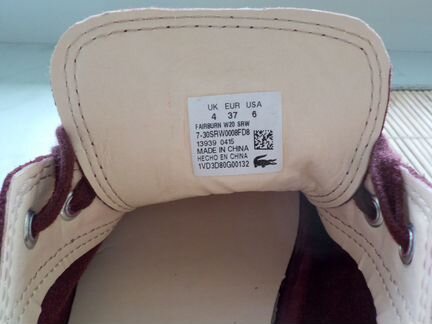 UK EUR USA
4 37 6
FAIRBURN W20 SRW
7-30SRW0008FD8
13939 0415
MADE IN CHINA
HECHO EN CHINA
1VD3D80G00132